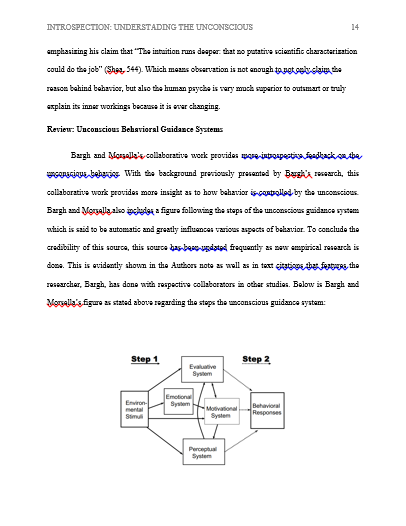 INTROSPECTION: UNDERSTADING THE UNCONSCIOUS 14
emphasizing his claim that “The intuition runs deeper: that no putative scientific characterization
could do the job” (Shea, 544). Which means observation is not enough to not only claim the
reason behind behavior, but also the human psyche is very much superior to outsmart or truly
explain its inner workings because it is ever changing.
Review: Unconscious Behavioral Guidance Systems
Bargh and Morsella’s collaborative work provides more introspective feedback on the
unconscious behavior. With the background previously presented by Bargh’s research, this
collaborative work provides more insight as to how behavior is controlled by the unconscious.
Bargh and Morsella also includes a figure following the steps of the unconscious guidance system
which is said to be automatic and greatly influences various aspects of behavior. To conclude the
credibility of this source, this source has been updated frequently as new empirical research is
done. This is evidently shown in the Authors note as well as in text citations that features the
researcher, Bargh, has done with respective collaborators in other studies. Below is Bargh and
Morsella’s figure as stated above regarding the steps the unconscious guidance system:
Step 1
Step 2
Evaluative
System
Environ-
mental
Stimuli
Emotional
System
Motivational
System
Behavioral
Responses
Perceptual
System